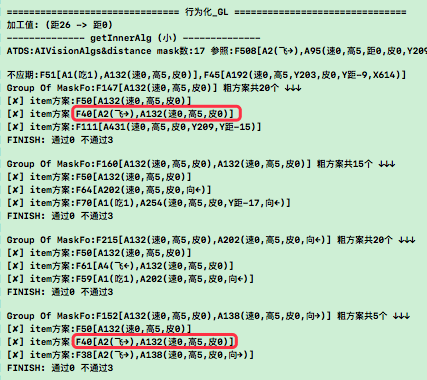 ============================== 行为化_GL ==============================
加工值: (距26 -> 距0)
-------------- getInnerAlg (小) --------------
ATDS:AIVisionAlgs&distance mask数:17 参照:F508[A2(飞→),A95(速0,高5,距0,皮0,Y209
不应期:F51[A1(吃1),A132(速0,高5,皮0)],F45[A192(速0,高5,Y203,皮0,Y距-9,X614)]
Group Of MaskFo:F147[A132(速0,高5,皮0)] 粗方案共20个 ↓↓↓
[✗] item方案:F50[A132(速0,高5,皮0)]
[✗] item方案:F40[A2(飞→),A132(速0,高5,皮0)]
[✗] item方案:F111[A431(速0,高5,皮0,Y209,Y距-15)]
FINISH: 通过0 不通过3
Group Of MaskFo:F160[A132(速0,高5,皮0),A132(速0,高5,皮0)] 粗方案共15个 ↓↓↓
[✗] item方案:F50[A132(速0,高5,皮0)]
[✗] item方案:F64[A202(速0,高5,皮0,向←)]
[✗] item方案:F70[A1(吃1),A254(速0,高5,皮0,Y距-17,向←)]
FINISH: 通过0 不通过3
Group Of MaskFo:F215[A132(速0,高5,皮0),A202(速0,高5,皮0,向←)] 粗方案共20个 ↓↓↓
[✗] item方案:F50[A132(速0,高5,皮0)]
[✗] item方案:F61[A4(飞←),A132(速0,高5,皮0)]
[✗] item方案:F59[A1(吃1),A202(速0,高5,皮0,向←)]
FINISH: 通过0 不通过3
Group Of MaskFo:F152[A132(速0,高5,皮0),A138(速0,高5,皮0,向→)] 粗方案共5个 ↓↓↓
[✗] item方案:F50[A132(速0,高5,皮0)]
[✗] item方案:F40[A2(飞→),A132(速0,高5,皮0)]
[✗] item方案:F38[A2(飞→),A138(速0,高5,皮0,向→)]
FINISH: 通过0 不通过3